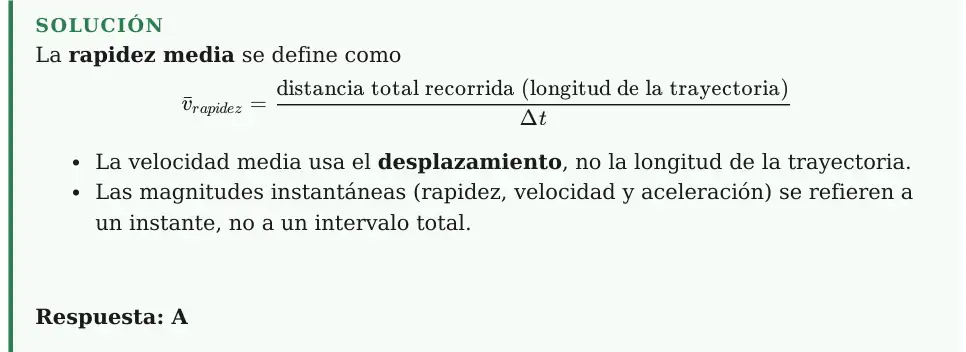 SOLUCIÓN
La rapidez media se define como
v̄_rapidez = distancia total recorrida (longitud de la trayectoria) / Δt
• La velocidad media usa el desplazamiento, no la longitud de la trayectoria.
• Las magnitudes instantáneas (rapidez, velocidad y aceleración) se refieren a
un instante, no a un intervalo total.
Respuesta: A